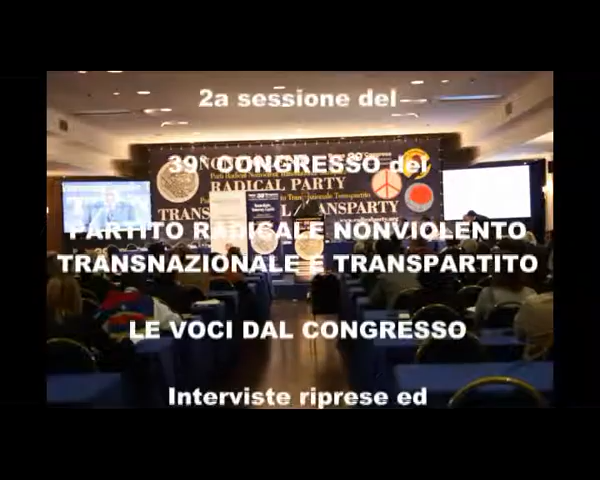 2a sessione del
39° CONGRESSO del
RADICAL PARTY
PARTITO RADICALE NONVIOLENTO
TRANSNAZIONALE E TRANSPARTITO
LE VOCI DAL CONGRESSO
Interviste riprese ed